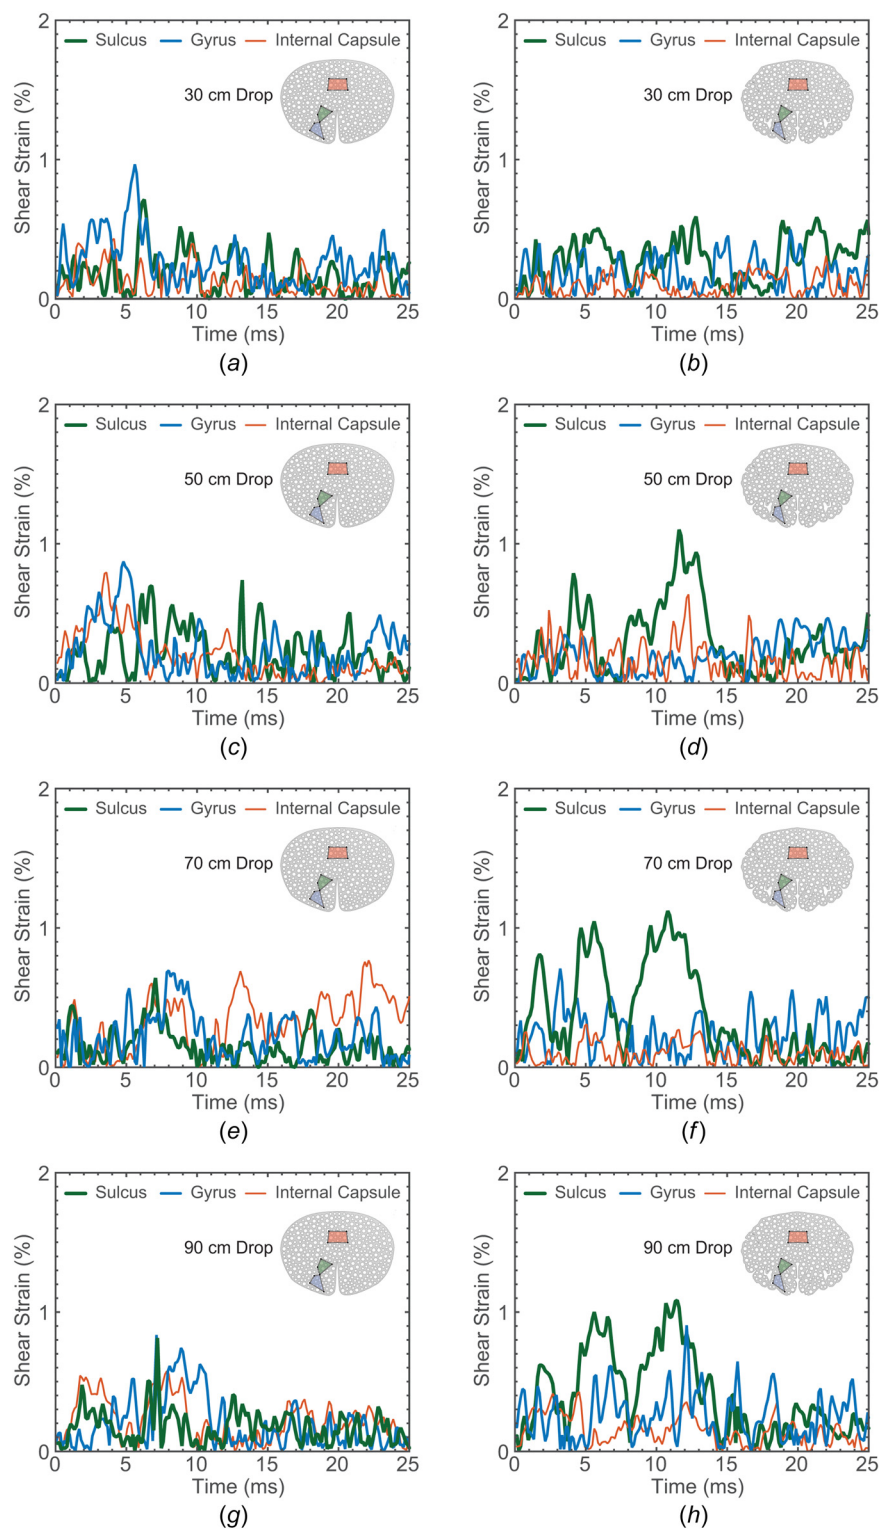 2
Sulcus Gyrus Internal Capsule
30 cm Drop
Shear Strain (%)
1
0
0 5 10 15 20 25
Time (ms)
(a)
2
Sulcus Gyrus Internal Capsule
30 cm Drop
Shear Strain (%)
1
0
0 5 10 15 20 25
Time (ms)
(b)
2
Sulcus Gyrus Internal Capsule
50 cm Drop
Shear Strain (%)
1
0
0 5 10 15 20 25
Time (ms)
(c)
2
Sulcus Gyrus Internal Capsule
50 cm Drop
Shear Strain (%)
1
0
0 5 10 15 20 25
Time (ms)
(d)
2
Sulcus Gyrus Internal Capsule
70 cm Drop
Shear Strain (%)
1
0
0 5 10 15 20 25
Time (ms)
(e)
2
Sulcus Gyrus Internal Capsule
70 cm Drop
Shear Strain (%)
1
0
0 5 10 15 20 25
Time (ms)
(f)
2
Sulcus Gyrus Internal Capsule
90 cm Drop
Shear Strain (%)
1
0
0 5 10 15 20 25
Time (ms)
(g)
2
Sulcus Gyrus Internal Capsule
90 cm Drop
Shear Strain (%)
1
0
0 5 10 15 20 25
Time (ms)
(h)